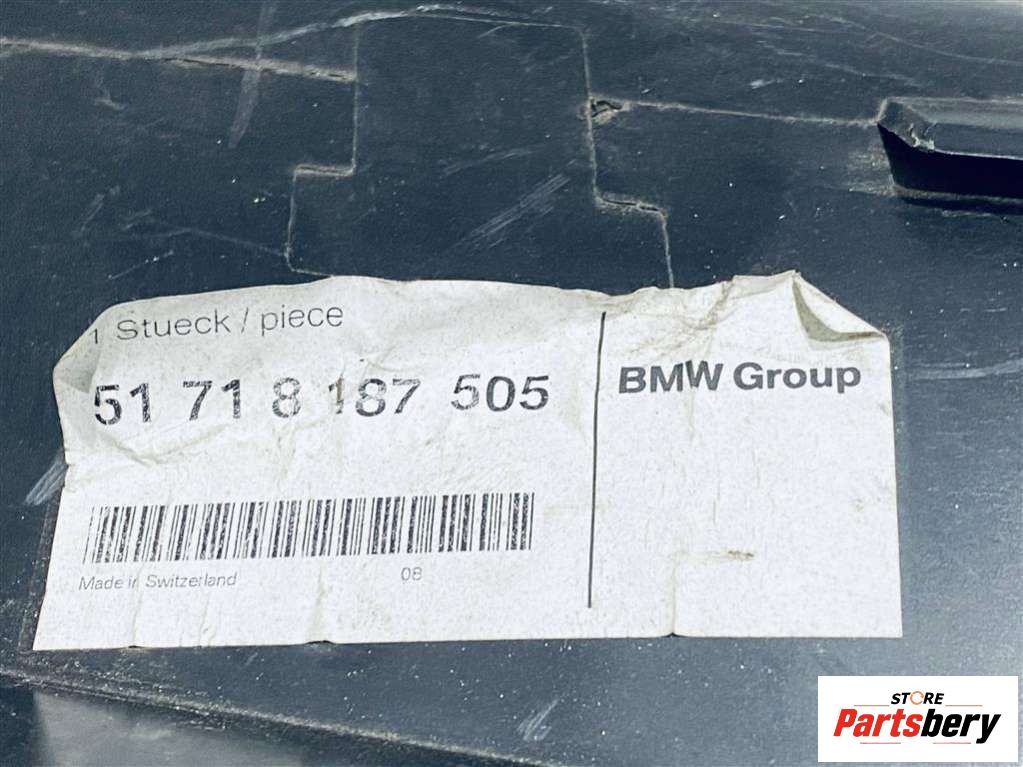 1 Stueck / piece
51 71 8 187 505
BMW Group
Made in Switzerland
08
STORE
Partsbery